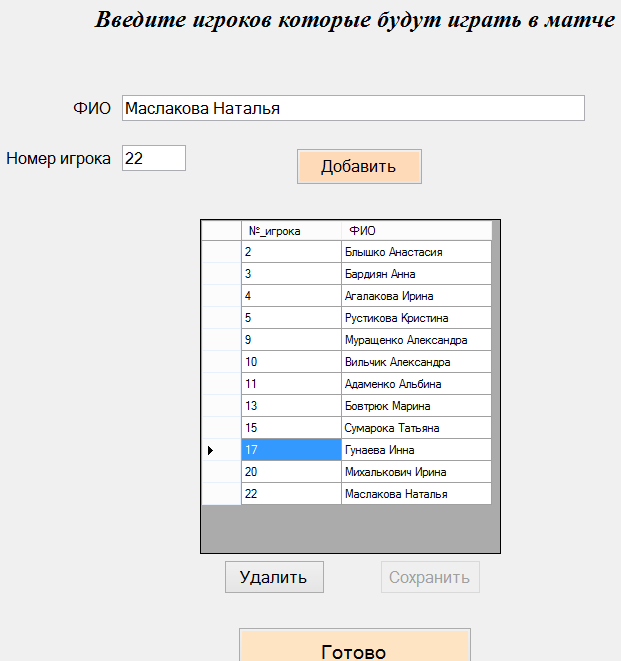 Введите игроков которые будут играть в матче
ФИО Маслакова Наталья
Номер игрока 22 Добавить
№_игрока ФИО
2 Блышко Анастасия
3 Бардиян Анна
4 Агалакова Ирина
5 Рустикова Кристина
9 Муращенко Александра
10 Вильчик Александра
11 Адаменко Альбина
13 Бовтрюк Марина
15 Сумарока Татьяна
17 Гунаева Инна
20 Михалькович Ирина
22 Маслакова Наталья
Удалить Сохранить
Готово